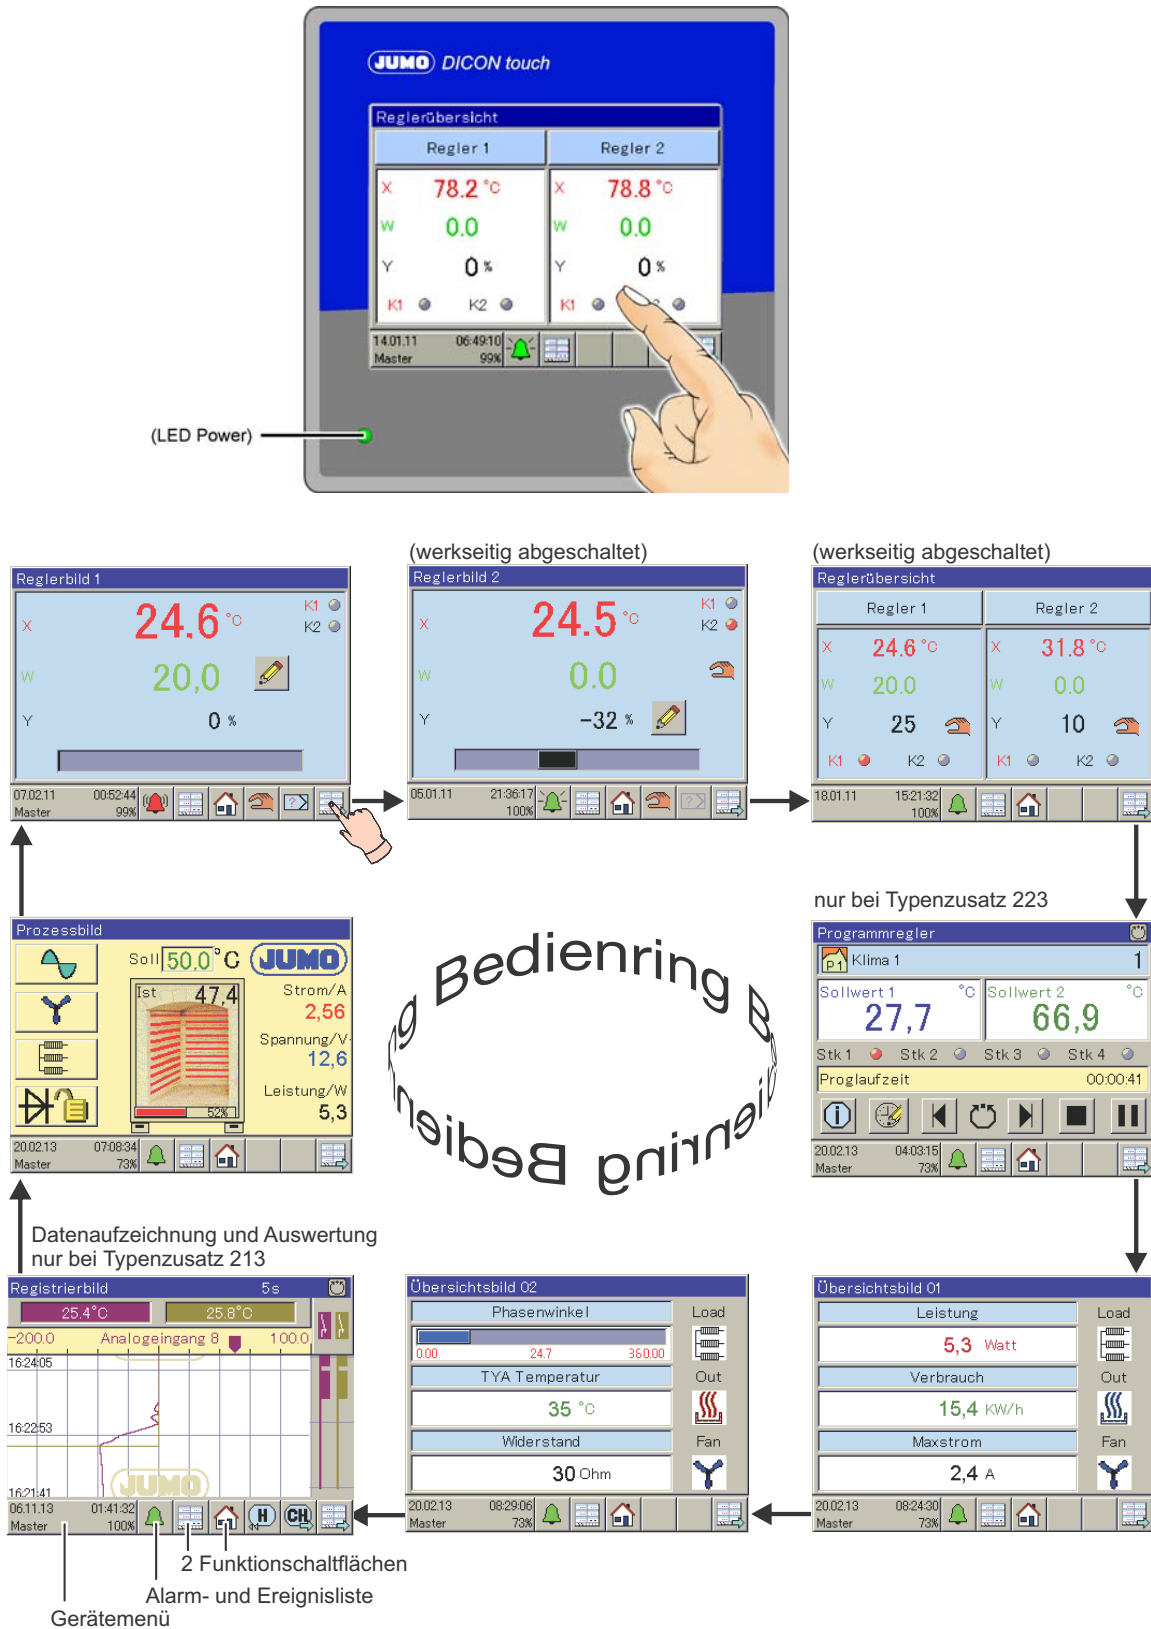 JUMO DICON touch
Reglerübersicht
Regler 1 Regler 2
X 78.2 °C X 78.8 °C
W 0.0 W 0.0
Y 0 % Y 0 %
K1 K2 K1 2
14.01.11 06:49:10
Master 99%
(LED Power)
(werkseitig abgeschaltet) (werkseitig abgeschaltet)
Reglerbild 1
X 24.6 °C K1
K2
W 20,0
Y 0 %
07.02.11 00:52:44
Master 99%
Reglerbild 2
X 24.5 °C K1
K2
W 0.0
Y -32 %
05.01.11 21:36:17
100%
Reglerübersicht
Regler 1 Regler 2
X 24.6 °C X 31.8 °C
W 20.0 W 0.0
Y 25 Y 10
K1 K2 K1 K2
18.01.11 15:21:32
100%
nur bei Typenzusatz 223
Prozessbild
Soll 50,0 °C JUMO
Ist 47,4 Strom/A
2,56
Spannung/V
12,6
Leistung/W
5,3
52%
20.02.13 07:08:34
Master 73%
ng Bedienring B
dienring Bedien
Programmregler
P1 Klima 1 1
Sollwert 1 °C Sollwert 2 °C
27,7 66,9
Stk 1 Stk 2 Stk 3 Stk 4
Proglaufzeit 00:00:41
20.02.13 04:03:15
Master 73%
Datenaufzeichnung und Auswertung
nur bei Typenzusatz 213
Registrierbild 5s
25.4°C 25.8°C
-200.0 Analogeingang 8 100.0
16:24:05
16:22:53
JUMO
16:21:41
06.11.13 01:41:32
Master 100% H CH
Übersichtsbild 02
Phasenwinkel Load
0.00 24.7 360.00
TYA Temperatur Out
35 °C
Widerstand Fan
30 Ohm
20.02.13 08:29:06
Master 73%
Übersichtsbild 01
Leistung Load
5,3 Watt
Verbrauch Out
15,4 KW/h
Maxstrom Fan
2,4 A
20.02.13 08:24:30
Master 73%
2 Funktionschaltflächen
Alarm- und Ereignisliste
Gerätemenü